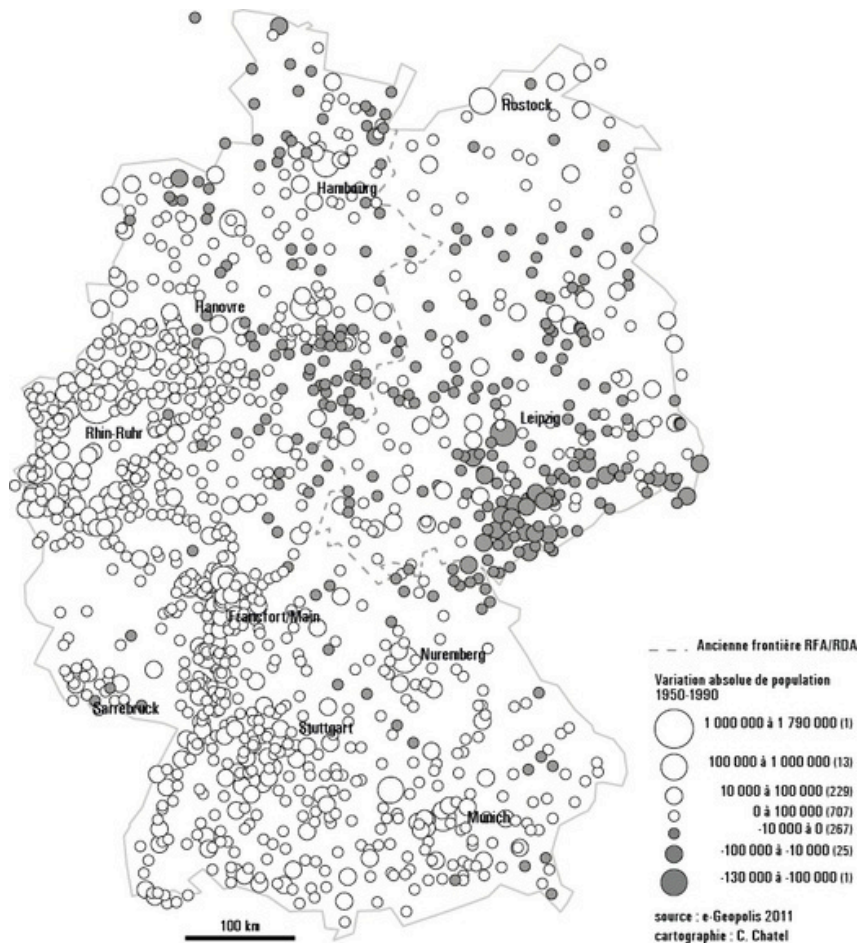 Rostock
Hambourg
Hanovre
Leipzig
Rhin-Ruhr
Francfort/Main
Nuremberg
Sarrebruck
Stuttgart
Munich
Ancienne frontière RFA/RDA
Variation absolue de population
1950-1990
1 000 000 à 1 790 000 (1)
100 000 à 1 000 000 (13)
10 000 à 100 000 (229)
0 à 100 000 (707)
-10 000 à 0 (267)
-100 000 à -10 000 (25)
-130 000 à -100 000 (1)
100 km
source : e-Geopolis 2011
cartographie : C. Chatel